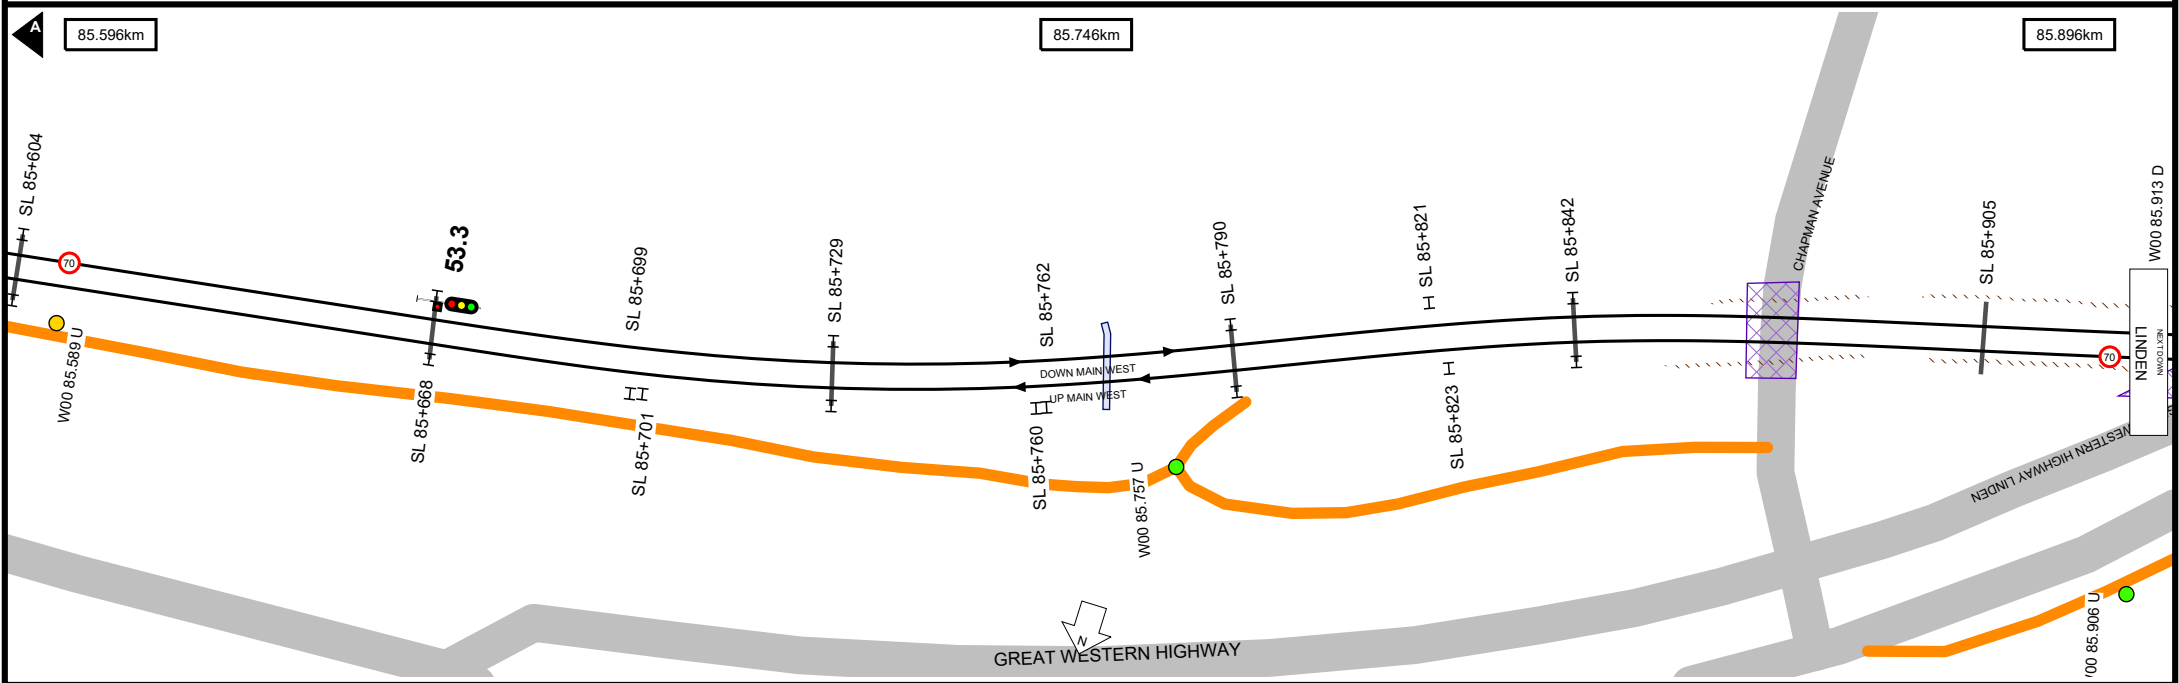 A
85.596km
85.746km
85.896km
SL 85+604
53.3
SL 85+699
SL 85+729
SL 85+762
SL 85+790
SL 85+821
SL 85+842
CHAPMAN AVENUE
SL 85+905
W00 85.913 D
70
DOWN MAIN WEST
UP MAIN WEST
70
LINDEN
NEXT DOWN
W00 85.589 U
SL 85+668
SL 85+701
SL 85+760
W00 85.757 U
SL 85+823
WESTERN HIGHWAY LINDEN
N
GREAT WESTERN HIGHWAY
00 85.906 U